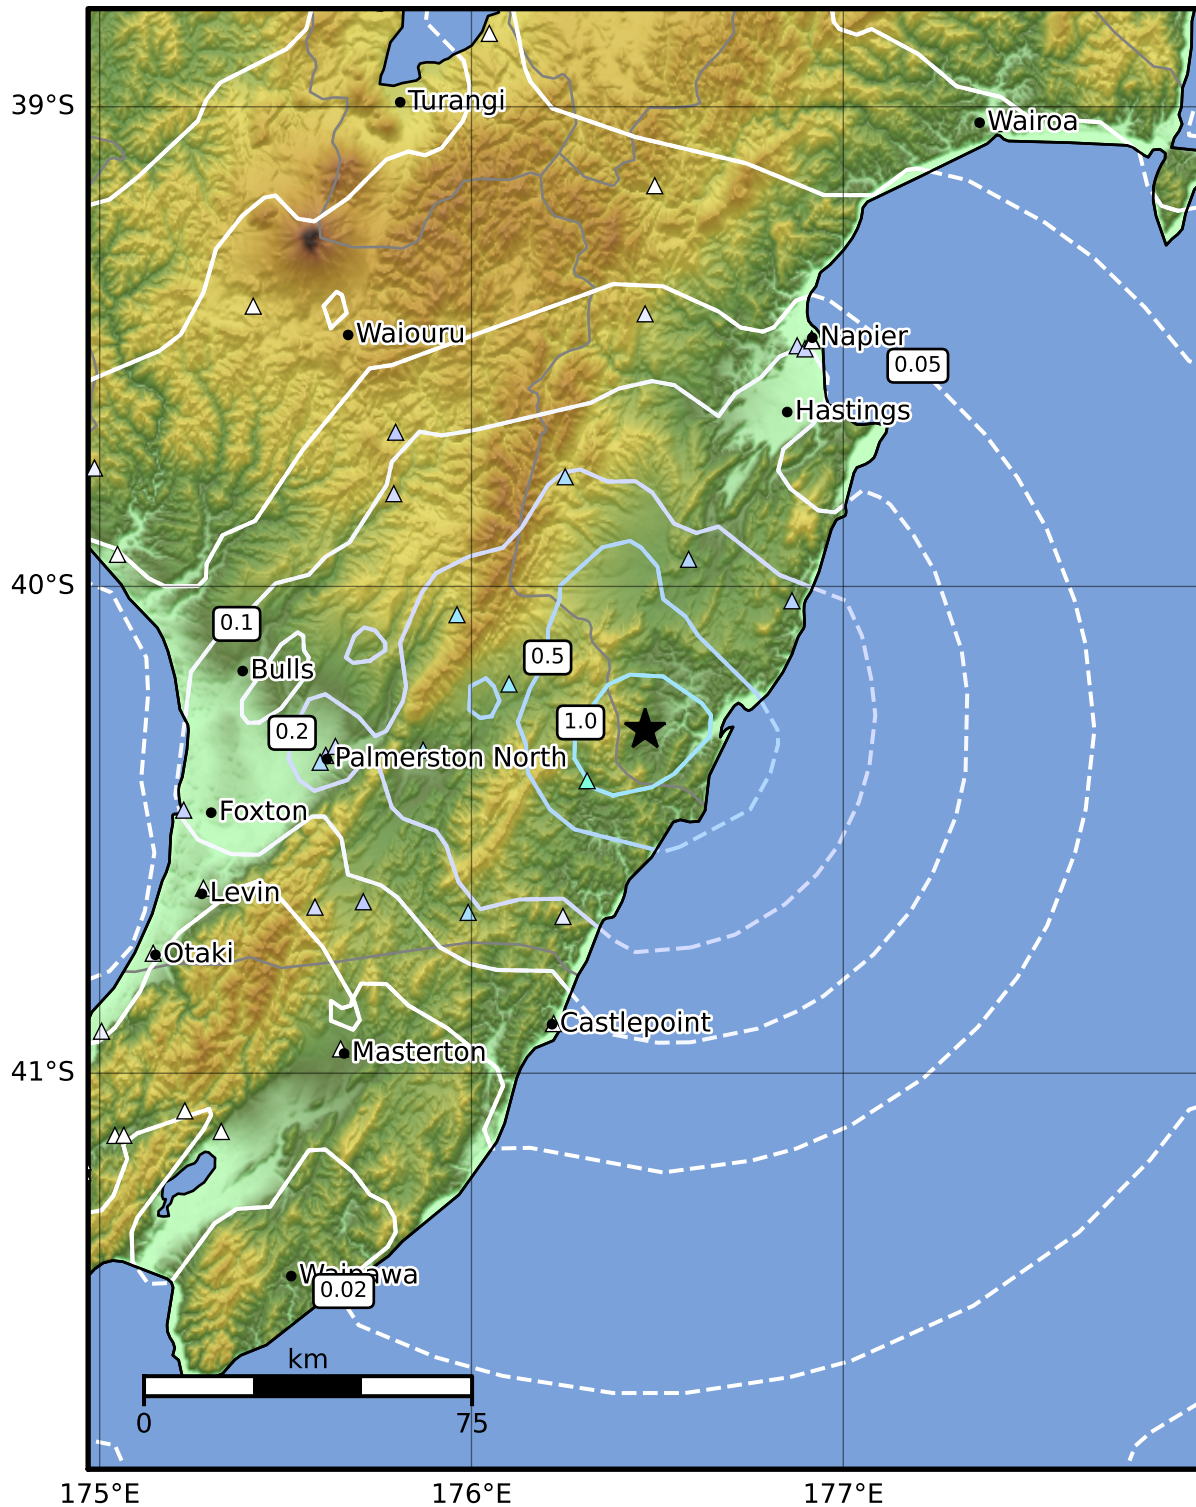 39°S
Turangi
Wairoa
Waiouru
Napier
0.05
Hastings
40°S
0.1
Bulls
0.5
0.2
1.0
Palmerston North
Foxton
Levin
Otaki
Castlepoint
Masterton
41°S
Waipawa
0.02
km
0
75
175°E
176°E
177°E